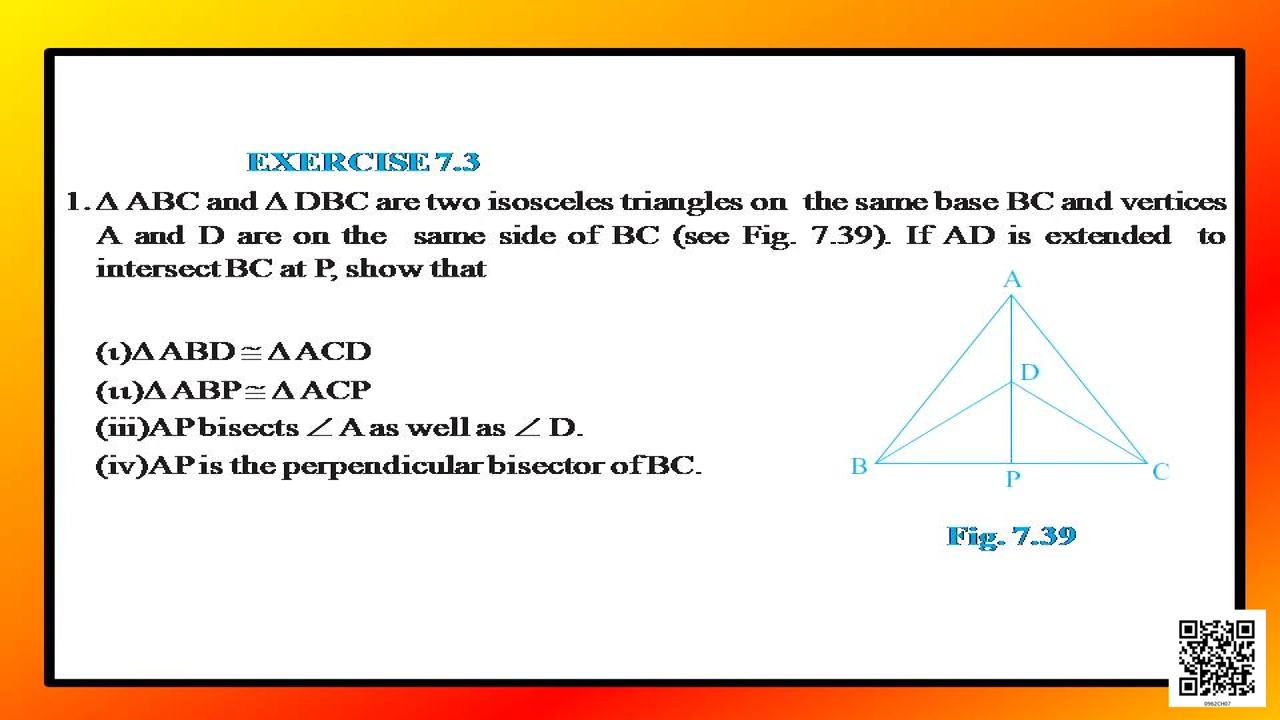 EXERCISE 7.3
1. Δ ABC and Δ DBC are two isosceles triangles on the same base BC and vertices
A and D are on the same side of BC (see Fig. 7.39). If AD is extended to
intersect BC at P, show that
A
(ι)Δ ABD ≅ Δ ACD
D
(ιι)Δ ABP ≅ Δ ACP
(iii)AP bisects ∠ A as well as ∠ D.
(iv)AP is the perpendicular bisector of BC.
B
P
C
Fig. 7.39
0962CH07